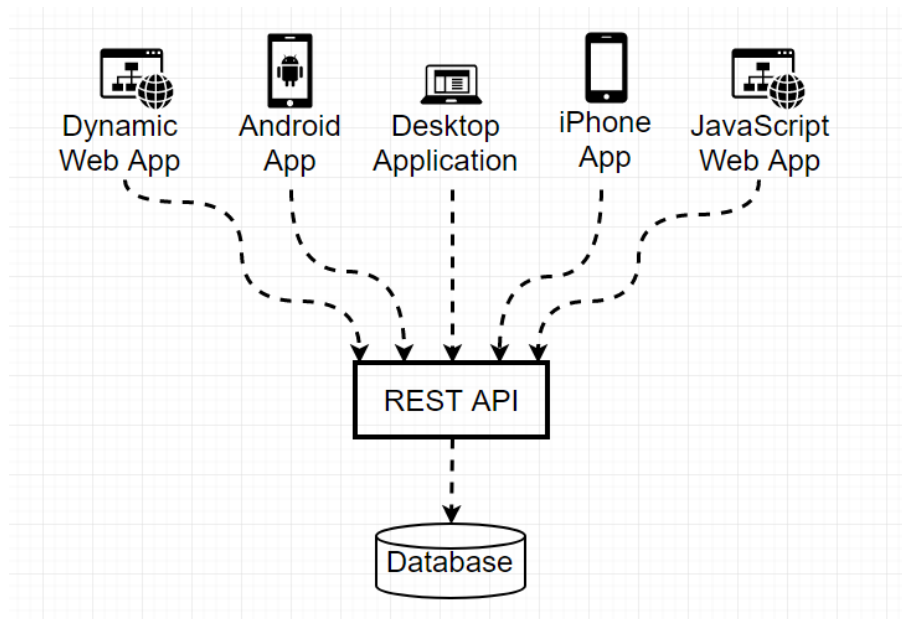 Dynamic
Web App
Android
App
Desktop
Application
iPhone
App
JavaScript
Web App
REST API
Database